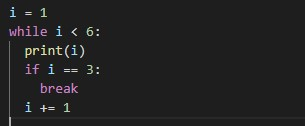 i = 1
while i < 6:
  print(i)
  if i == 3:
    break
  i += 1